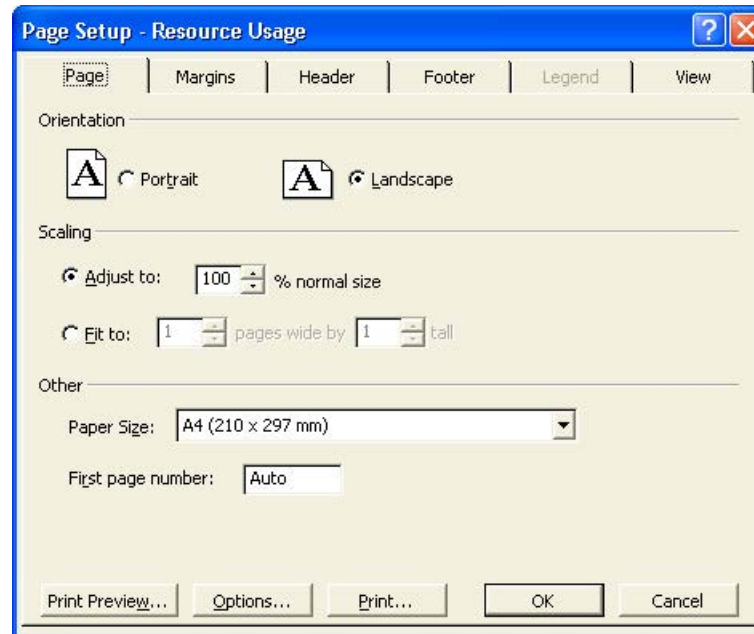 Page Setup - Resource Usage
Page Margins Header Footer Legend View
Orientation
A Portrait A Landscape
Scaling
Adjust to: 100 % normal size
Fit to: 1 pages wide by 1 tall
Other
Paper Size: A4 (210 x 297 mm)
First page number: Auto
Print Preview... Options... Print... OK Cancel